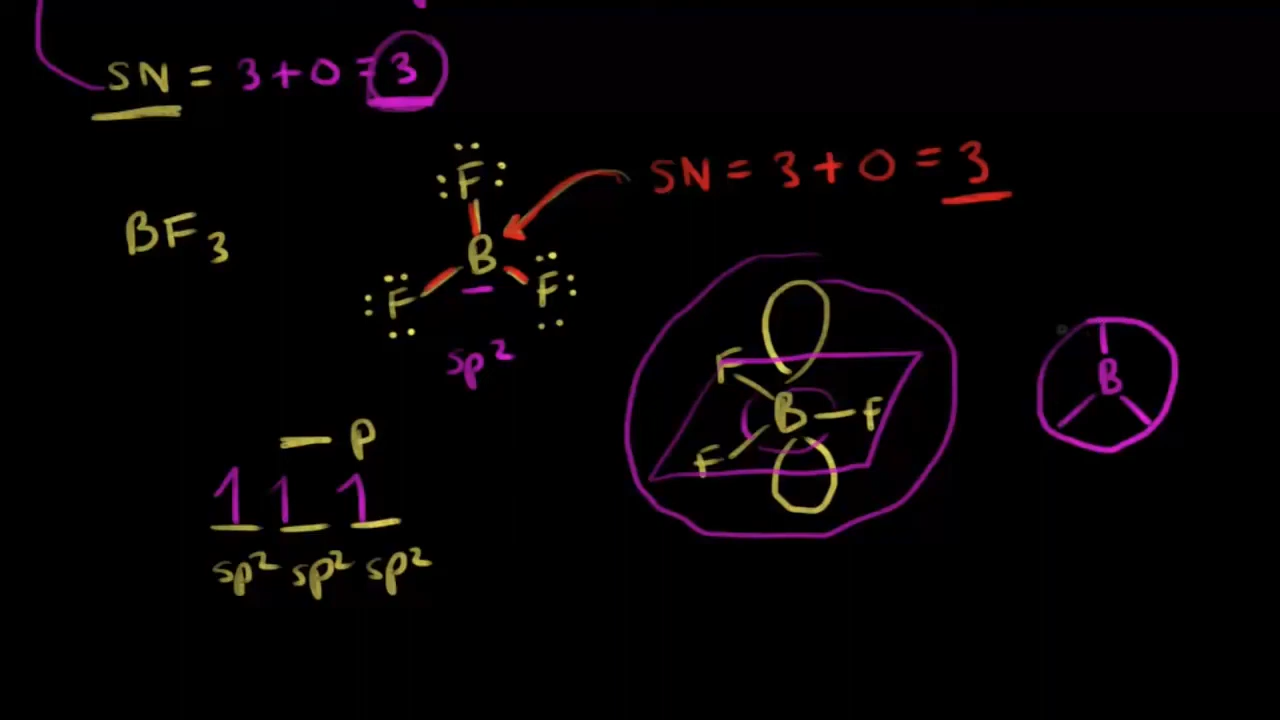 SN = 3 + 0 = 3
SN = 3 + 0 = 3
BF₃
F
B
F F
sp²
F
B – F
F
B
p
1 1 1
sp² sp² sp²